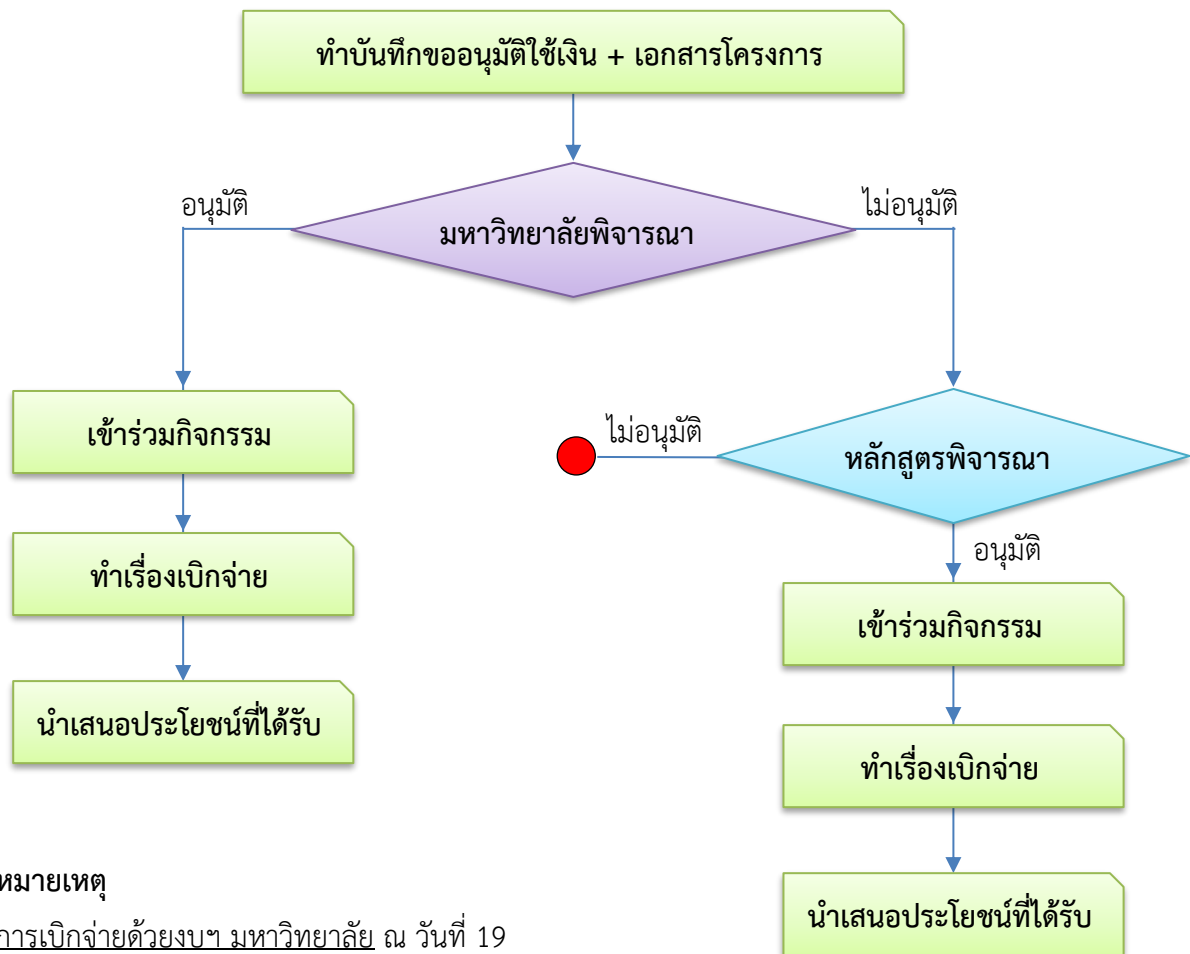 ทำบันทึกขออนุมัติใช้เงิน + เอกสารโครงการ
อนุมัติ
ไม่อนุมัติ
มหาวิทยาลัยพิจารณา
เข้าร่วมกิจกรรม
ไม่อนุมัติ
หลักสูตรพิจารณา
ทำเรื่องเบิกจ่าย
อนุมัติ
เข้าร่วมกิจกรรม
นำเสนอประโยชน์ที่ได้รับ
ทำเรื่องเบิกจ่าย
นำเสนอประโยชน์ที่ได้รับ
หมายเหตุ
การเบิกจ่ายด้วยงบฯ มหาวิทยาลัย ณ วันที่ 19